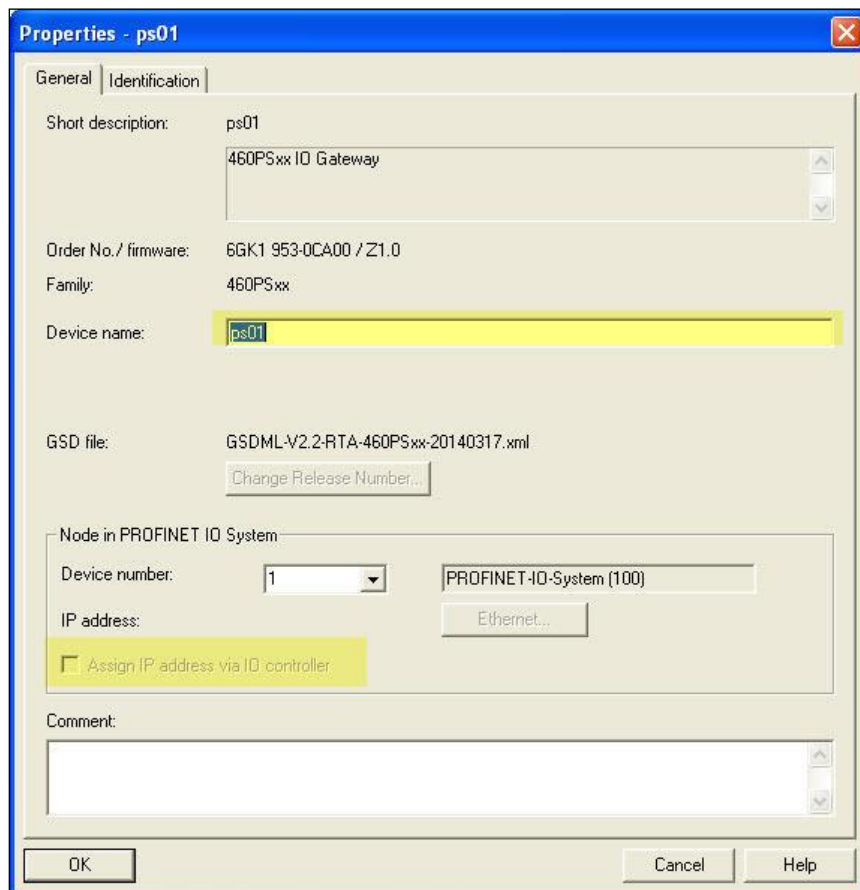 Properties - ps01
General Identification
Short description: ps01
460PSxx IO Gateway
Order No./ firmware: 6GK1 953-0CA00 / Z1.0
Family: 460PSxx
Device name: ps01
GSD file: GSDML-V2.2-RTA-460PSxx-20140317.xml
Change Release Number...
Node in PROFINET IO System
Device number: 1 PROFINET-IO-System (100)
IP address: Ethernet...
Assign IP address via IO controller
Comment:
OK Cancel Help